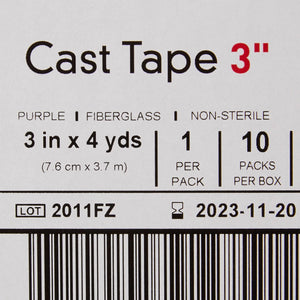 Cast Tape 3"
PURPLE | FIBERGLASS | NON-STERILE
3 in x 4 yds 1 10
(7.6 cm x 3.7 m) PER PACKS
PACK PER BOX
LOT 2011FZ 2023-11-20